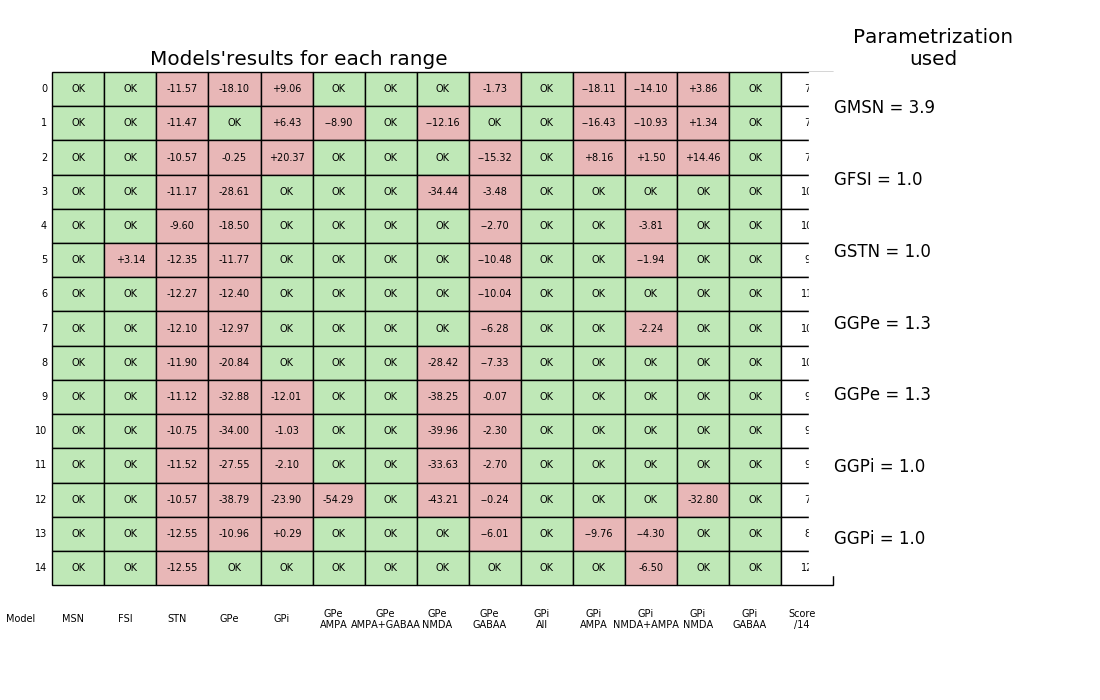 Parametrization
used
Models'results for each range
0 OK OK -11.57 -18.10 +9.06 OK OK OK -1.73 OK --18.11 --14.10 +3.86 OK 7
1 OK OK -11.47 OK +6.43 --8.90 OK --12.16 OK OK --16.43 --10.93 +1.34 OK 7
2 OK OK -10.57 -0.25 +20.37 OK OK OK --15.32 OK +8.16 +1.50 +14.46 OK 7
3 OK OK -11.17 -28.61 OK OK OK -34.44 -3.48 OK OK OK OK OK 10
4 OK OK -9.60 -18.50 OK OK OK OK --2.70 OK OK -3.81 OK OK 10
5 OK +3.14 -12.35 -11.77 OK OK OK OK --10.48 OK OK --1.94 OK OK 9
6 OK OK -12.27 -12.40 OK OK OK OK --10.04 OK OK OK OK OK 11
7 OK OK -12.10 -12.97 OK OK OK OK --6.28 OK OK -2.24 OK OK 10
8 OK OK -11.90 -20.84 OK OK OK -28.42 --7.33 OK OK OK OK OK 10
9 OK OK -11.12 -32.88 -12.01 OK OK -38.25 -0.07 OK OK OK OK OK 9
10 OK OK -10.75 -34.00 -1.03 OK OK -39.96 -2.30 OK OK OK OK OK 9
11 OK OK -11.52 -27.55 -2.10 OK OK -33.63 -2.70 OK OK OK OK OK 9
12 OK OK -10.57 -38.79 -23.90 -54.29 OK -43.21 --0.24 OK OK OK -32.80 OK 7
13 OK OK -12.55 -10.96 +0.29 OK OK OK --6.01 OK --9.76 --4.30 OK OK 8
14 OK OK -12.55 OK OK OK OK OK OK OK OK -6.50 OK OK 12
Model MSN FSI STN GPe GPi GPe AMPA GPe AMPA+GABAA GPe NMDA GPe GABAA GPi All GPi AMPA GPi NMDA+AMPA GPi NMDA GPi GABAA Score /14
GMSN = 3.9
GFSI = 1.0
GSTN = 1.0
GGPe = 1.3
GGPe = 1.3
GGPi = 1.0
GGPi = 1.0